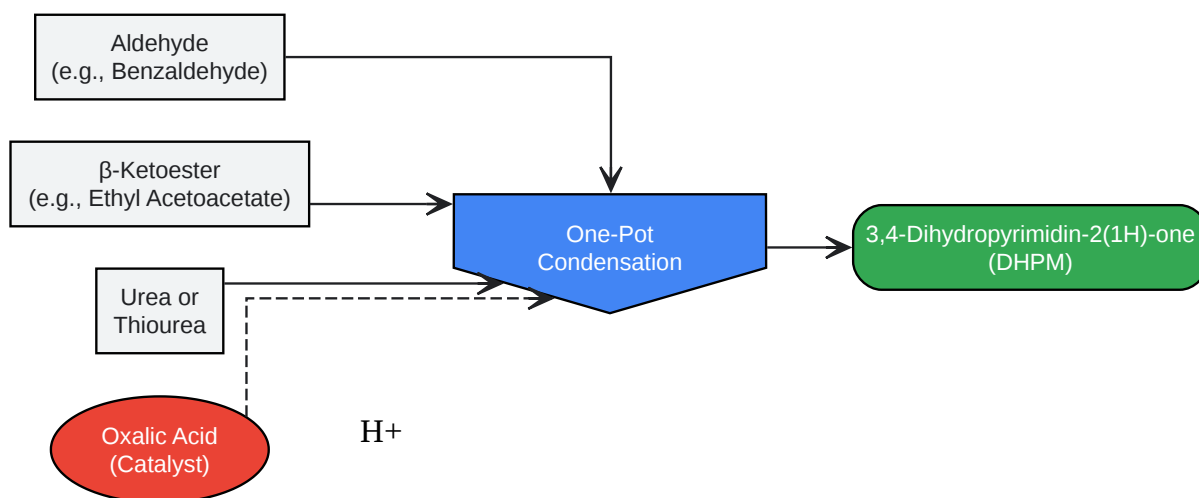 Aldehyde
(e.g., Benzaldehyde)
β-Ketoester
(e.g., Ethyl Acetoacetate)
One-Pot
Condensation
3,4-Dihydropyrimidin-2(1H)-one
(DHPM)
Urea or
Thiourea
Oxalic Acid
(Catalyst)
H+